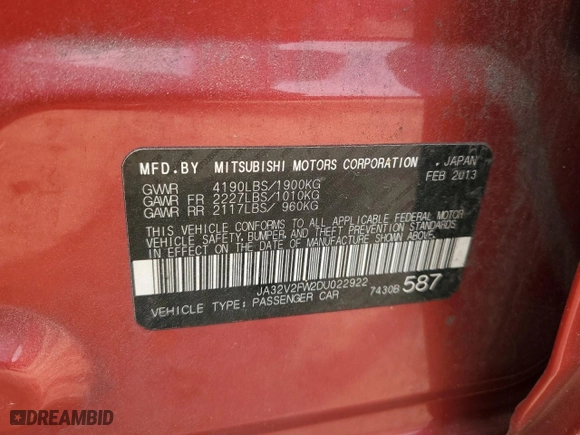 MFD.BY MITSUBISHI MOTORS CORPORATION . JAPAN
FEB 2013
GVWR 4190LBS/1900KG
GAWR FR 2227LBS/1010KG
GAWR RR 2117LBS/ 960KG
THIS VEHICLE CONFORMS TO ALL APPLICABLE FEDERAL MOTOR
VEHICLE SAFETY, BUMPER, AND THEFT PREVENTION STANDARDS
IN EFFECT ON THE DATE OF MANUFACTURE SHOWN ABOVE.
JA32V2FW2DU022922
VEHICLE TYPE: PASSENGER CAR 7430B 587
DREAMBID